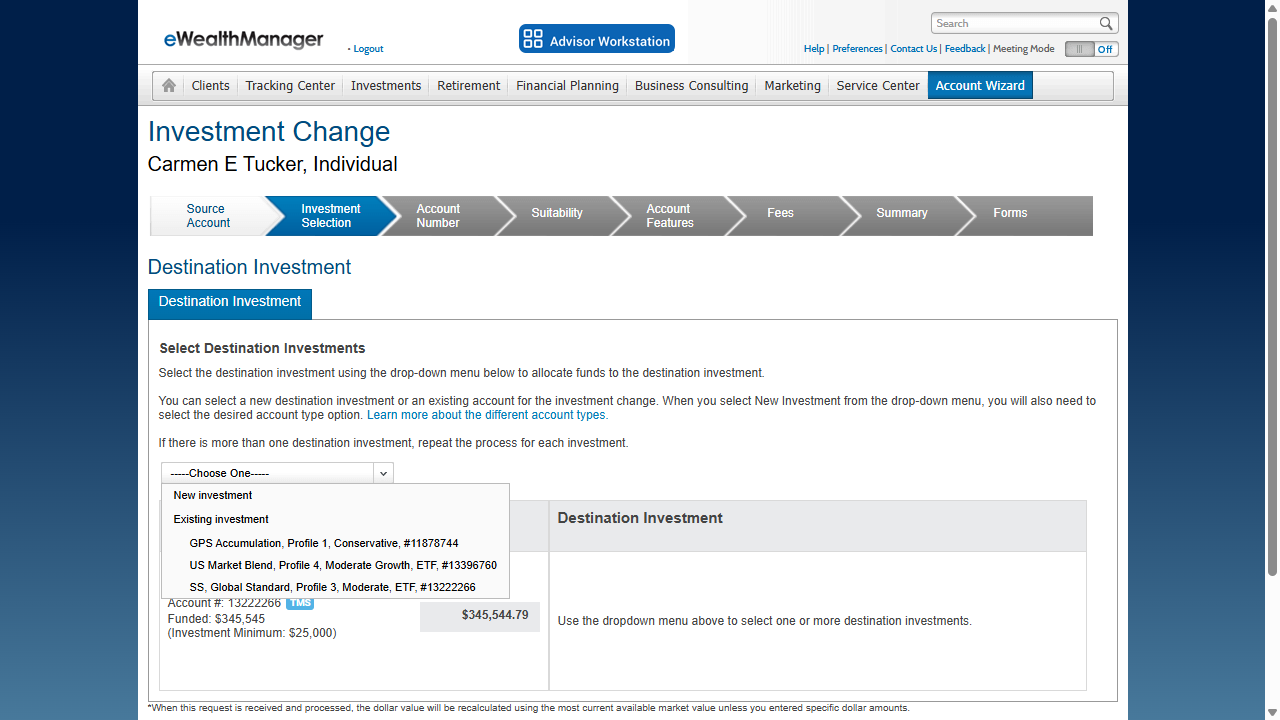 eWealthManager
• Logout
Advisor Workstation
Search
Help | Preferences | Contact Us | Feedback | Meeting Mode
Off
Clients
Tracking Center
Investments
Retirement
Financial Planning
Business Consulting
Marketing
Service Center
Account Wizard
Investment Change
Carmen E Tucker, Individual
Source
Account
Investment
Selection
Account
Number
Suitability
Account
Features
Fees
Summary
Forms
Destination Investment
Destination Investment
Select Destination Investments
Select the destination investment using the drop-down menu below to allocate funds to the destination investment.
You can select a new destination investment or an existing account for the investment change. When you select New Investment from the drop-down menu, you will also need to
select the desired account type option. Learn more about the different account types.
If there is more than one destination investment, repeat the process for each investment.
-----Choose One-----
New investment
Existing investment
GPS Accumulation, Profile 1, Conservative, #11878744
US Market Blend, Profile 4, Moderate Growth, ETF, #13396760
SS, Global Standard, Profile 3, Moderate, ETF, #13222266
Destination Investment
Account #: 13222266 TMS
Funded: $345,545
(Investment Minimum: $25,000)
$345,544.79
Use the dropdown menu above to select one or more destination investments.
*When this request is received and processed, the dollar value will be recalculated using the most current available market value unless you entered specific dollar amounts.